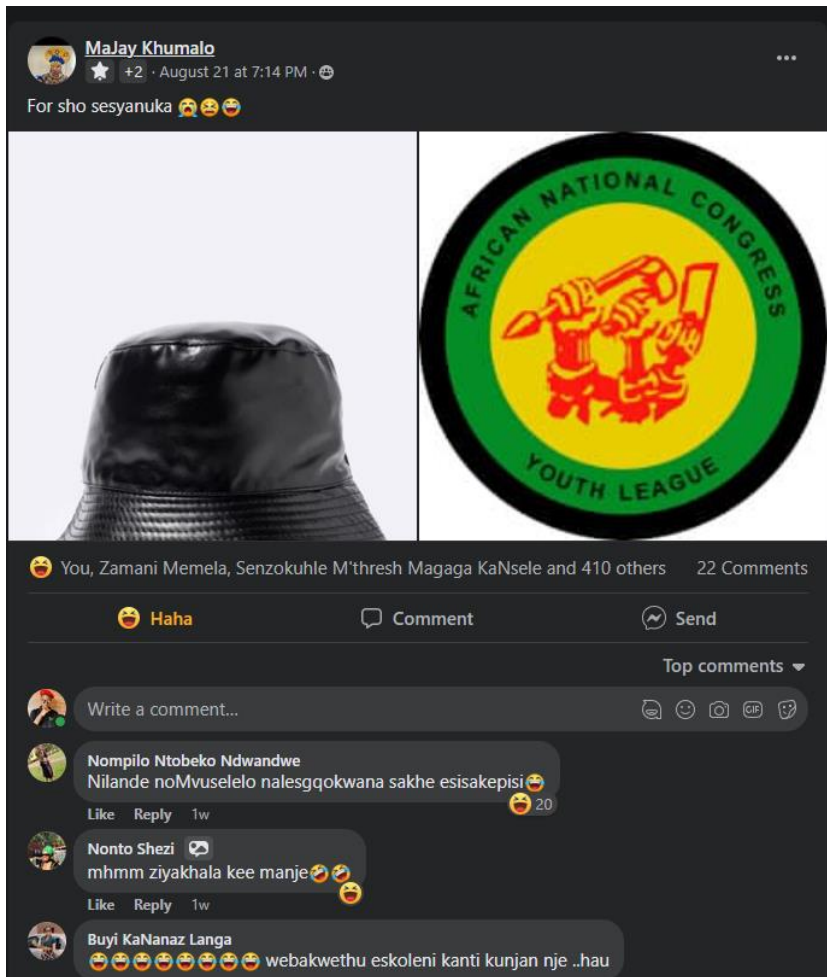 MaJay Khumalo
+2 · August 21 at 7:14 PM ·
For sho sesyanuka 😭😫😂
AFRICAN NATIONAL CONGRESS
YOUTH LEAGUE
You, Zamani Memela, Senzokuhle M'thresh Magaga KaNsele and 410 others 22 Comments
Haha Comment Send
Top comments
Write a comment...
GIF
Nompilo Ntobeko Ndwandwe
Nilande noMvuselelo nalesgqokwana sakhe esisakepisi😂
20
Like Reply 1w
Nonto Shezi
mhmm ziyakhala kee manje🤣🤣
Like Reply 1w
Buyi KaNanaz Langa
😂😂😂😂😂😂😂😂 webakwethu eskoleni kanti kunjan nje ..hau